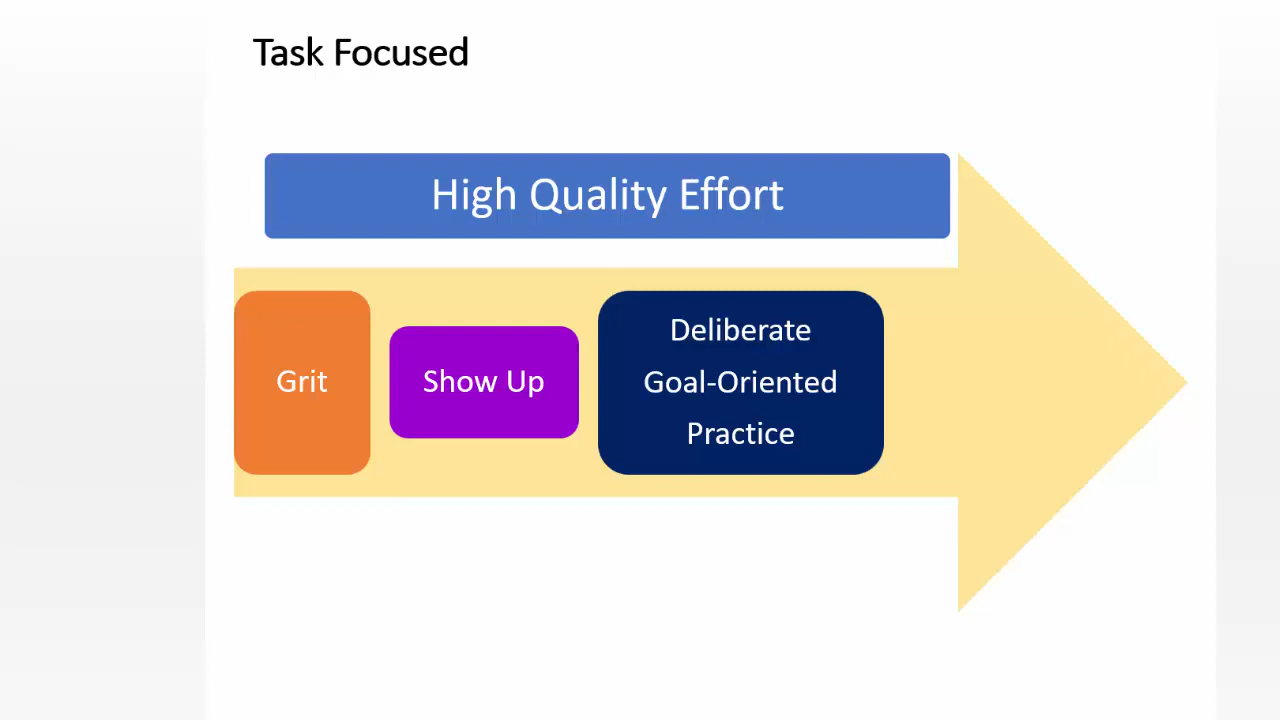 Task Focused
High Quality Effort
Grit
Show Up
Deliberate
Goal-Oriented
Practice